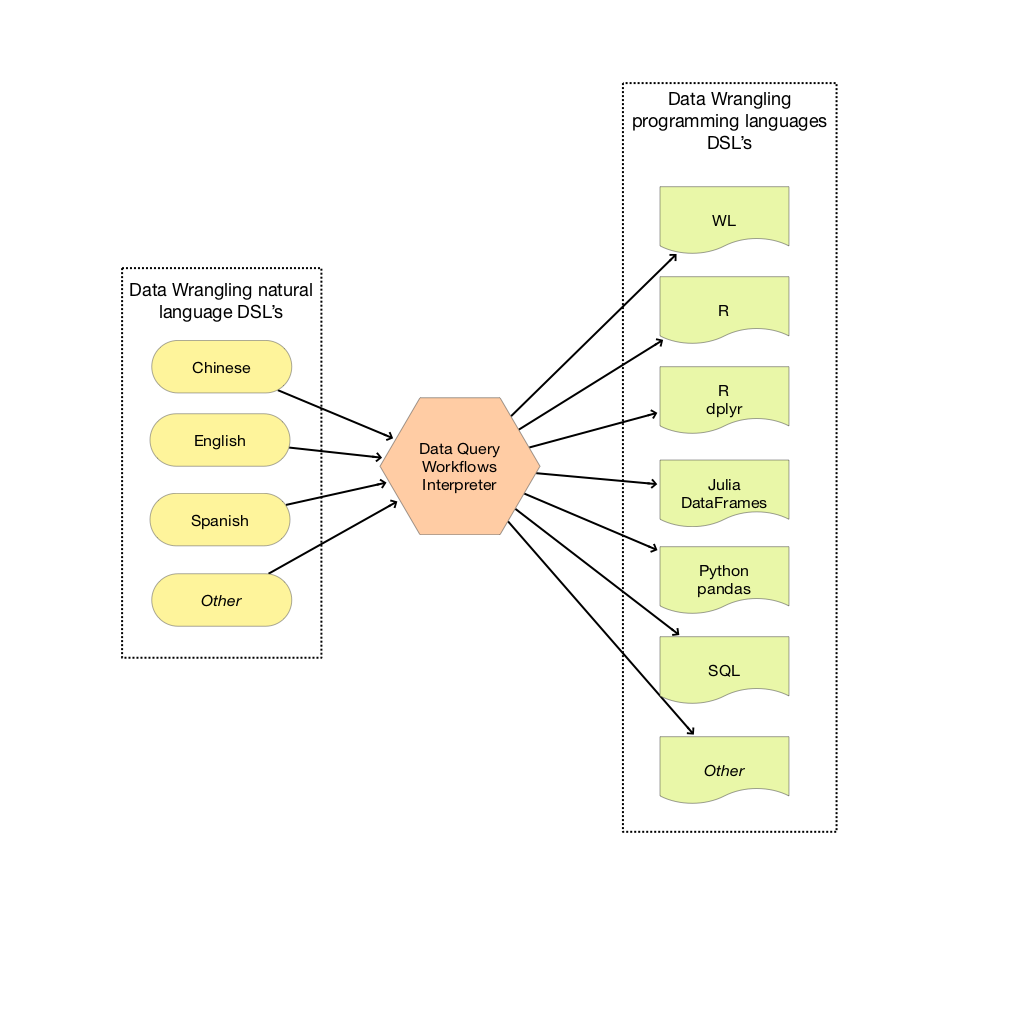 Data Wrangling natural
language DSL's
Chinese
English
Spanish
Other
Data Query
Workflows
Interpreter
Data Wrangling
programming languages
DSL's
WL
R
R
dplyr
Julia
DataFrames
Python
pandas
SQL
Other